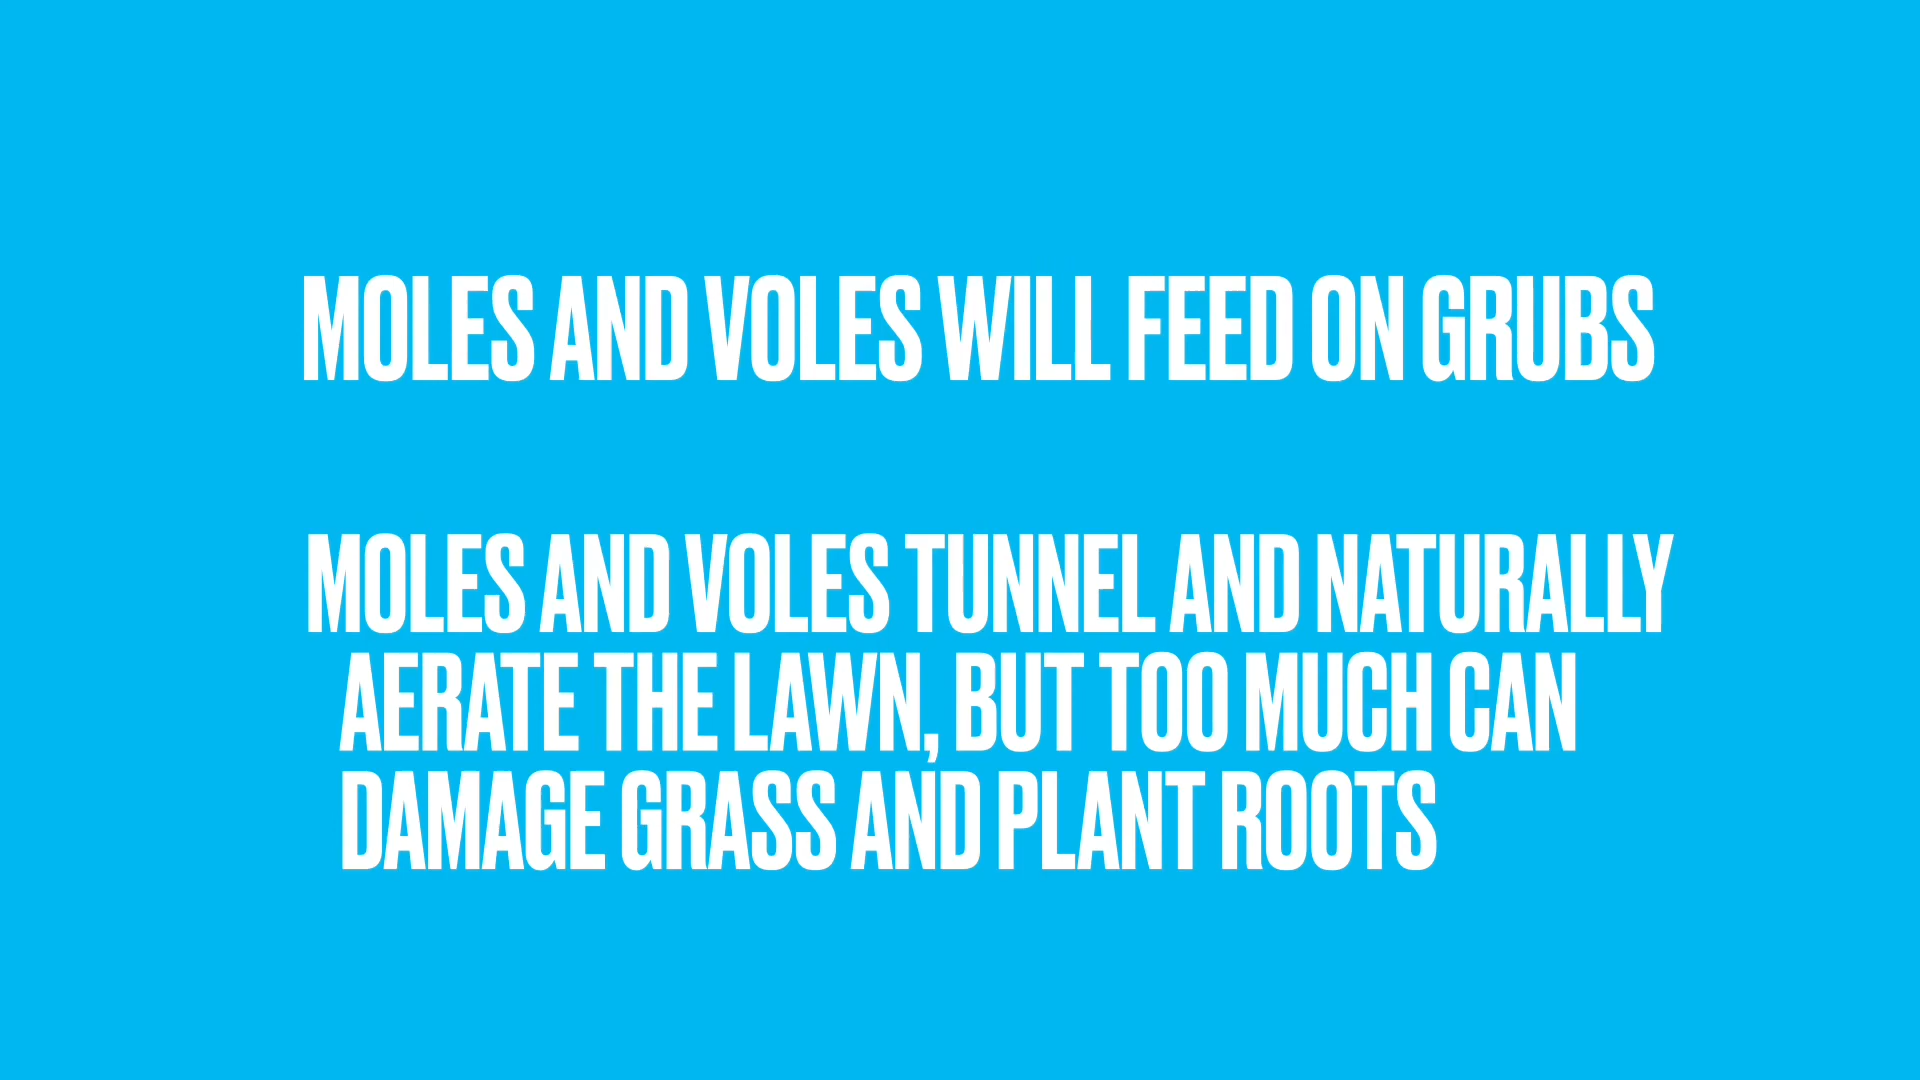 MOLES AND VOLES WILL FEED ON GRUBS
MOLES AND VOLES TUNNEL AND NATURALLY
AERATE THE LAWN, BUT TOO MUCH CAN
DAMAGE GRASS AND PLANT ROOTS